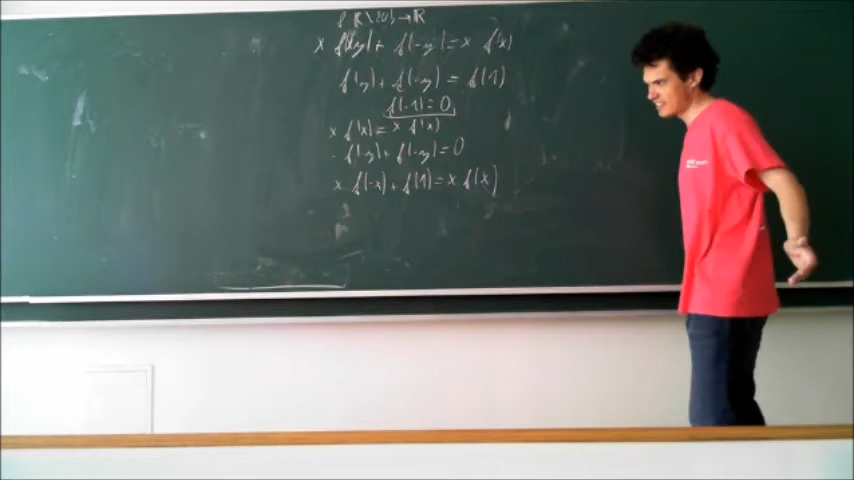 f: R\{0} → R
x f(xy) + f(-y) = x f(x)
f(y) + f(-y) = f(1)
f(-1) = 0
x f(x) = x f(x)
- f(-y) + f(-y) = 0
x f(-x) + f(1) = x f(x)